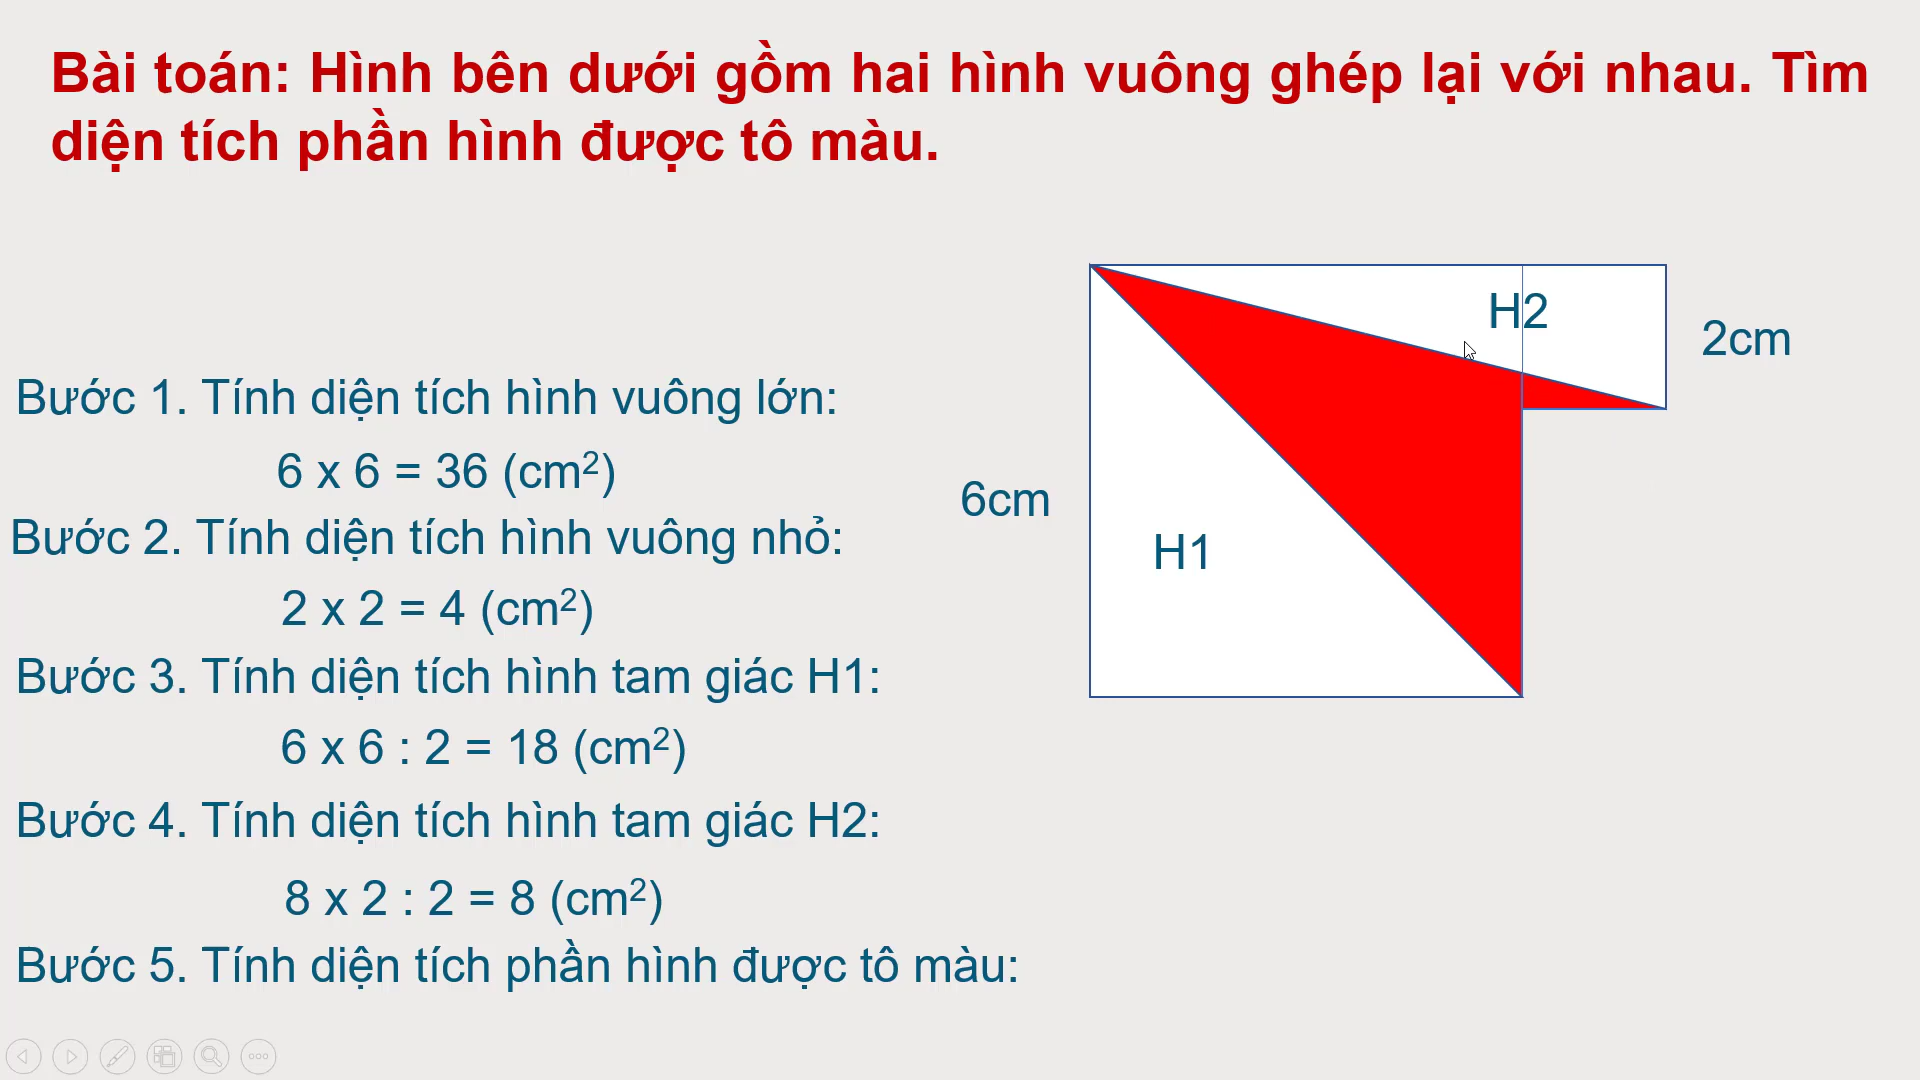 Bài toán: Hình bên dưới gồm hai hình vuông ghép lại với nhau. Tìm
diện tích phần hình được tô màu.
Bước 1. Tính diện tích hình vuông lớn:
6 x 6 = 36 (cm²)
Bước 2. Tính diện tích hình vuông nhỏ:
2 x 2 = 4 (cm²)
Bước 3. Tính diện tích hình tam giác H1:
6 x 6 : 2 = 18 (cm²)
Bước 4. Tính diện tích hình tam giác H2:
8 x 2 : 2 = 8 (cm²)
Bước 5. Tính diện tích phần hình được tô màu:
H2
2cm
6cm
H1